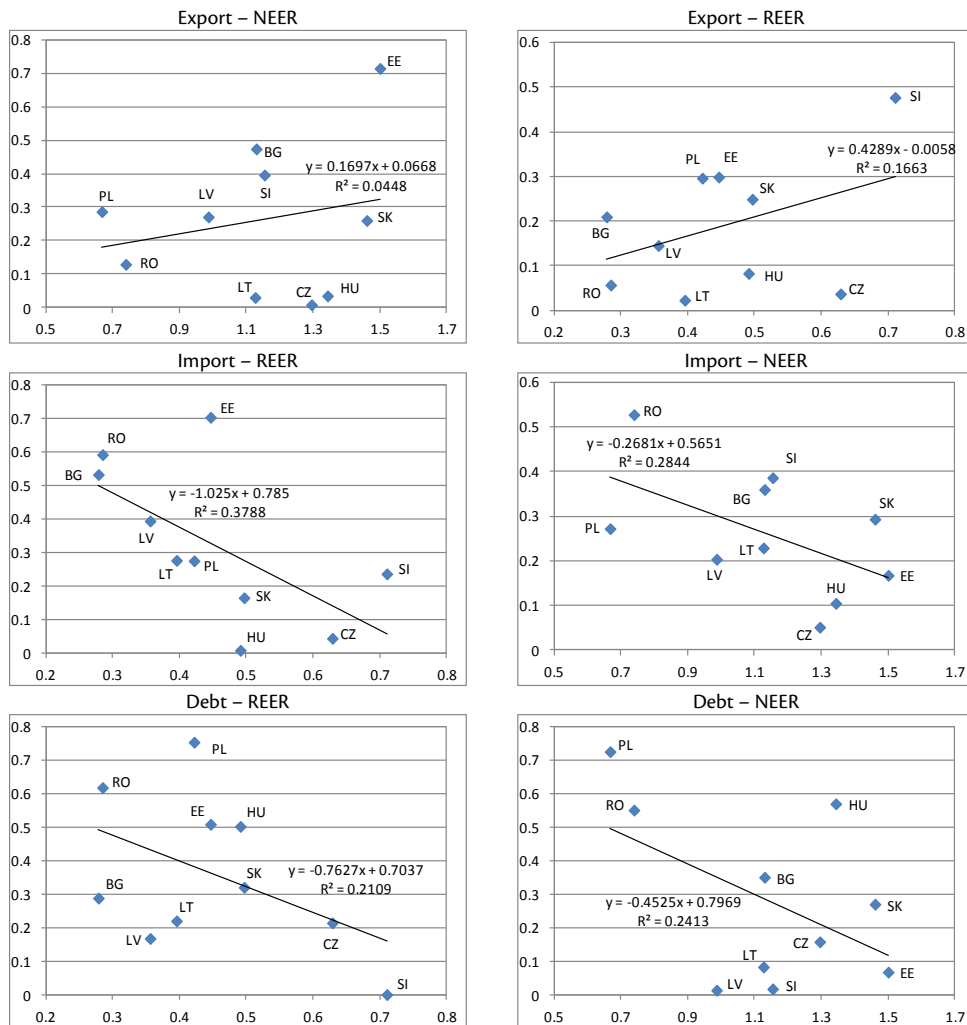 Export – NEER
0.8
0.7
0.6
0.5
0.4
0.3
0.2
0.1
0
0.5 0.7 0.9 1.1 1.3 1.5 1.7
EE
BG
y = 0.1697x + 0.0668
R² = 0.0448
PL
LV
SI
SK
RO
LT
CZ
HU
Export – REER
0.6
0.5
0.4
0.3
0.2
0.1
0
0.2 0.3 0.4 0.5 0.6 0.7 0.8
SI
y = 0.4289x - 0.0058
R² = 0.1663
PL
EE
SK
BG
LV
HU
RO
LT
CZ
Import – REER
0.8
0.7
0.6
0.5
0.4
0.3
0.2
0.1
0
0.2 0.3 0.4 0.5 0.6 0.7 0.8
EE
RO
BG
y = -1.025x + 0.785
R² = 0.3788
LV
LT
PL
SI
SK
HU
CZ
Import – NEER
0.6
0.5
0.4
0.3
0.2
0.1
0
0.5 0.7 0.9 1.1 1.3 1.5 1.7
RO
y = -0.2681x + 0.5651
R² = 0.2844
SI
BG
SK
PL
LT
LV
EE
HU
CZ
Debt – REER
0.8
0.7
0.6
0.5
0.4
0.3
0.2
0.1
0
0.2 0.3 0.4 0.5 0.6 0.7 0.8
PL
RO
EE
HU
SK
y = -0.7627x + 0.7037
R² = 0.2109
BG
LT
LV
CZ
SI
Debt – NEER
0.8
0.7
0.6
0.5
0.4
0.3
0.2
0.1
0
0.5 0.7 0.9 1.1 1.3 1.5 1.7
PL
RO
HU
BG
y = -0.4525x + 0.7969
R² = 0.2413
SK
CZ
LT
LV
SI
EE